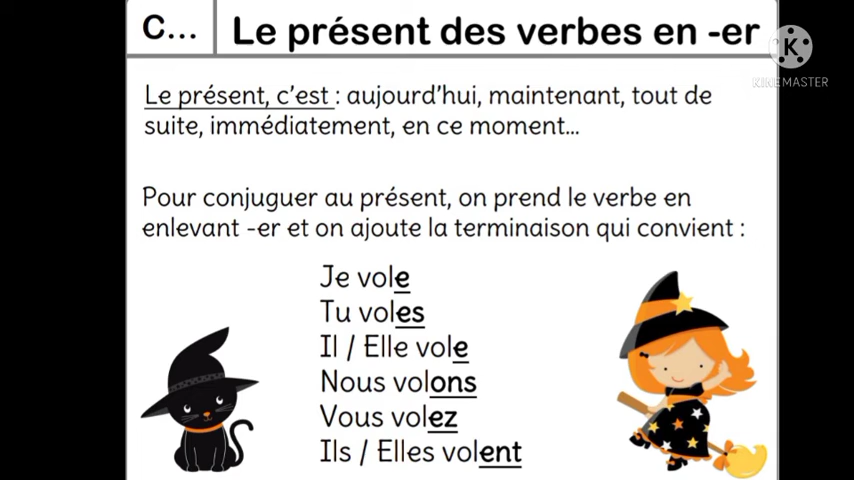 C...
Le présent des verbes en -er
K
KINEMASTER
Le présent, c'est : aujourd'hui, maintenant, tout de
suite, immédiatement, en ce moment...
Pour conjuguer au présent, on prend le verbe en
enlevant -er et on ajoute la terminaison qui convient :
Je vole
Tu voles
Il / Elle vole
Nous volons
Vous volez
Ils / Elles volent